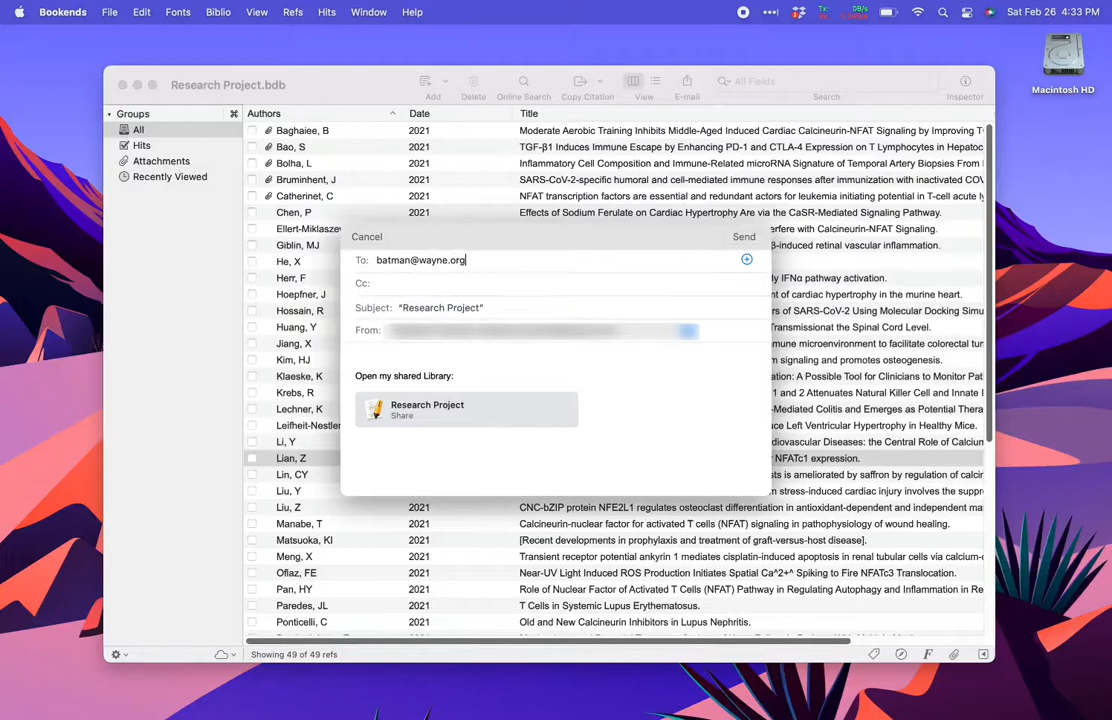 Bookends File Edit Fonts Biblio View Refs Hits Window Help Sat Feb 26 4:33 PM
Macintosh HD
Research Project.bdb
Add Delete Online Search Copy Citation View E-mail All Fields Search Inspector
Groups ⌘ Authors Date Title
All
Hits
Attachments
Recently Viewed
Baghaiee, B 2021 Moderate Aerobic Training Inhibits Middle-Aged Induced Cardiac Calcineurin-NFAT Signaling by Improving T
Bao, S 2021 TGF-β1 Induces Immune Escape by Enhancing PD-1 and CTLA-4 Expression on T Lymphocytes in Hepatoc
Bolha, L 2021 Inflammatory Cell Composition and Immune-Related microRNA Signature of Temporal Artery Biopsies From
Bruminhent, J 2021 SARS-CoV-2-specific humoral and cell-mediated immune responses after immunization with inactivated COV
Catherinet, C 2021 NFAT transcription factors are essential and redundant actors for leukemia initiating potential in T-cell acute
Chen, P 2021 Effects of Sodium Ferulate on Cardiac Hypertrophy Are via the CaSR-Mediated Signaling Pathway.
Ellert-Miklaszew erfere with Calcineurin-NFAT Signaling.
Giblin, MJ β-induced retinal vascular inflammation.
He, X
Herr, F y IFNα pathway activation.
Hoepfner, J t of cardiac hypertrophy in the murine heart.
Hossain, R rs of SARS-CoV-2 Using Molecular Docking Simu
Huang, Y Transmissionat the Spinal Cord Level.
Jiang, X mune microenvironment to facilitate colorectal tun
Kim, HJ signaling and promotes osteogenesis.
Klaeske, K ation: A Possible Tool for Clinicians to Monitor Pat
Krebs, R 1 and 2 Attenuates Natural Killer Cell and Innate I
Lechner, K -Mediated Colitis and Emerges as Potential Thera
Leifheit-Nestler ce Left Ventricular Hypertrophy in Healthy Mice.
Li, Y diovascular Diseases: the Central Role of Calcium
Lian, Z NFATc1 expression.
Lin, CY ts is ameliorated by saffron by regulation of calcin
Liu, Y n stress-induced cardiac injury involves the suppr
Liu, Z 2021 CNC-bZIP protein NFE2L1 regulates osteoclast differentiation in antioxidant-dependent and independent ma
Manabe, T 2021 Calcineurin-nuclear factor for activated T cells (NFAT) signaling in pathophysiology of wound healing.
Matsuoka, KI 2021 [Recent developments in prophylaxis and treatment of graft-versus-host disease].
Meng, X 2021 Transient receptor potential ankyrin 1 mediates cisplatin-induced apoptosis in renal tubular cells via calcium-d
Oflaz, FE 2021 Near-UV Light Induced ROS Production Initiates Spatial Ca^2+^ Spiking to Fire NFATc3 Translocation.
Pan, HY 2021 Role of Nuclear Factor of Activated T Cells (NFAT) Pathway in Regulating Autophagy and Inflammation in Re
Paredes, JL 2021 T Cells in Systemic Lupus Erythematosus.
Ponticelli, C 2021 Old and New Calcineurin Inhibitors in Lupus Nephritis.
Cancel Send
To: batman@wayne.org
Cc:
Subject: "Research Project"
From:
Open my shared Library:
Research Project
Share
Showing 49 of 49 refs